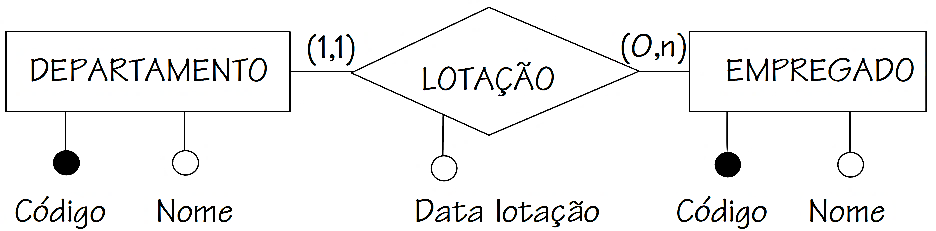 (1,1)
(0,n)
DEPARTAMENTO
LOTAÇÃO
EMPREGADO
Código
Nome
Data lotação
Código
Nome